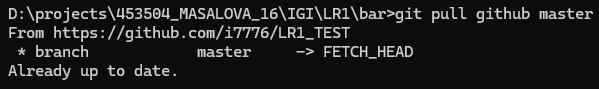 D:\projects\453504_MASALOVA_16\IGI\LR1\bar>git pull github master
From https://github.com/i7776/LR1_TEST
 * branch            master     -> FETCH_HEAD
Already up to date.